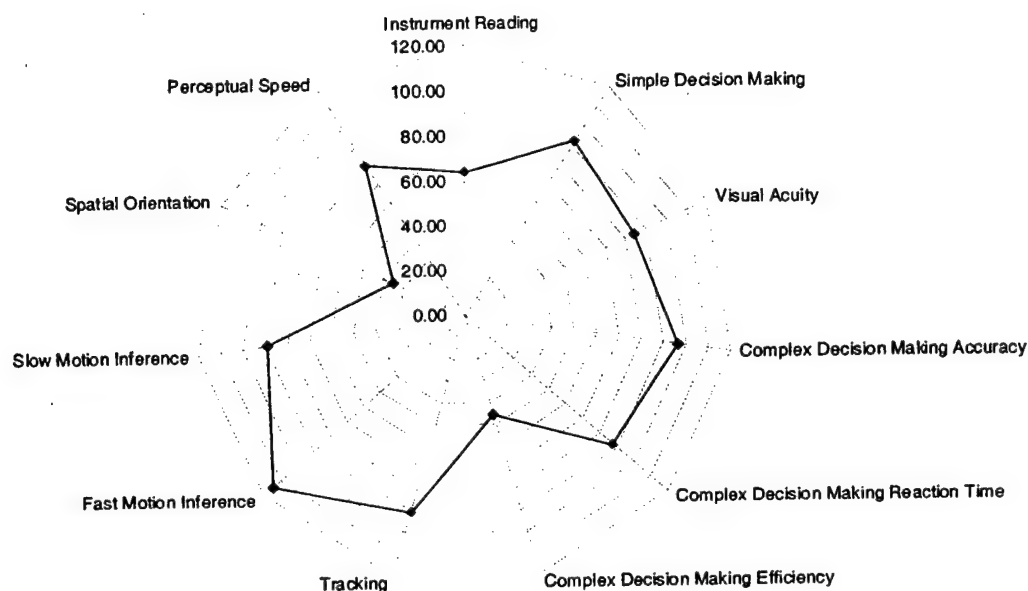 Instrument Reading
120.00
Simple Decision Making
Perceptual Speed
100.00
80.00
60.00
Visual Acuity
Spatial Orientation
40.00
20.00
0.00
Complex Decision Making Accuracy
Slow Motion Inference
Complex Decision Making Reaction Time
Fast Motion Inference
Tracking
Complex Decision Making Efficiency